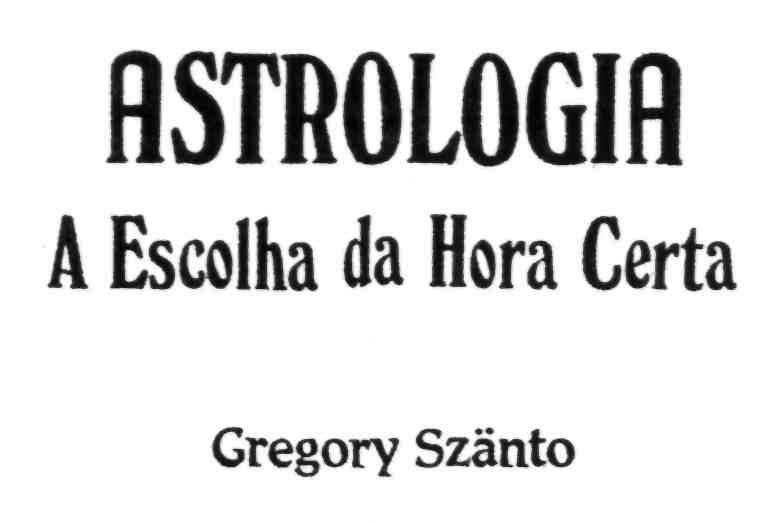 ASTROLOGIA
A Escolha da Hora Certa
Gregory Szänto